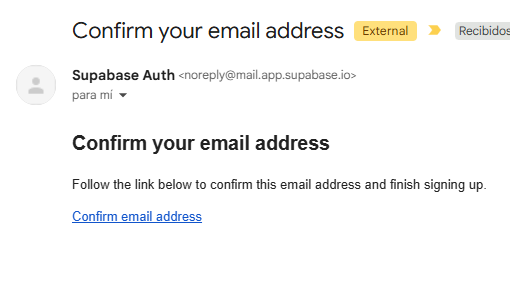 Confirm your email address External Recibidos
Supabase Auth <noreply@mail.app.supabase.io>
para mí
Confirm your email address
Follow the link below to confirm this email address and finish signing up.
Confirm email address